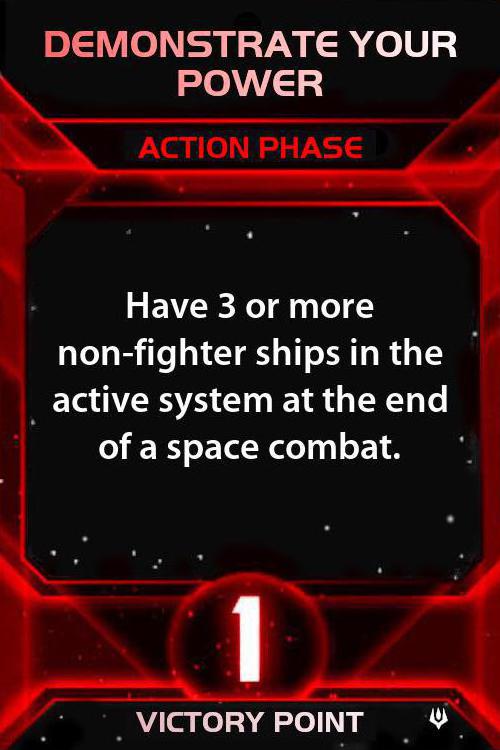 DEMONSTRATE YOUR
POWER
ACTION PHASE
Have 3 or more
non-fighter ships in the
active system at the end
of a space combat.
1
VICTORY POINT